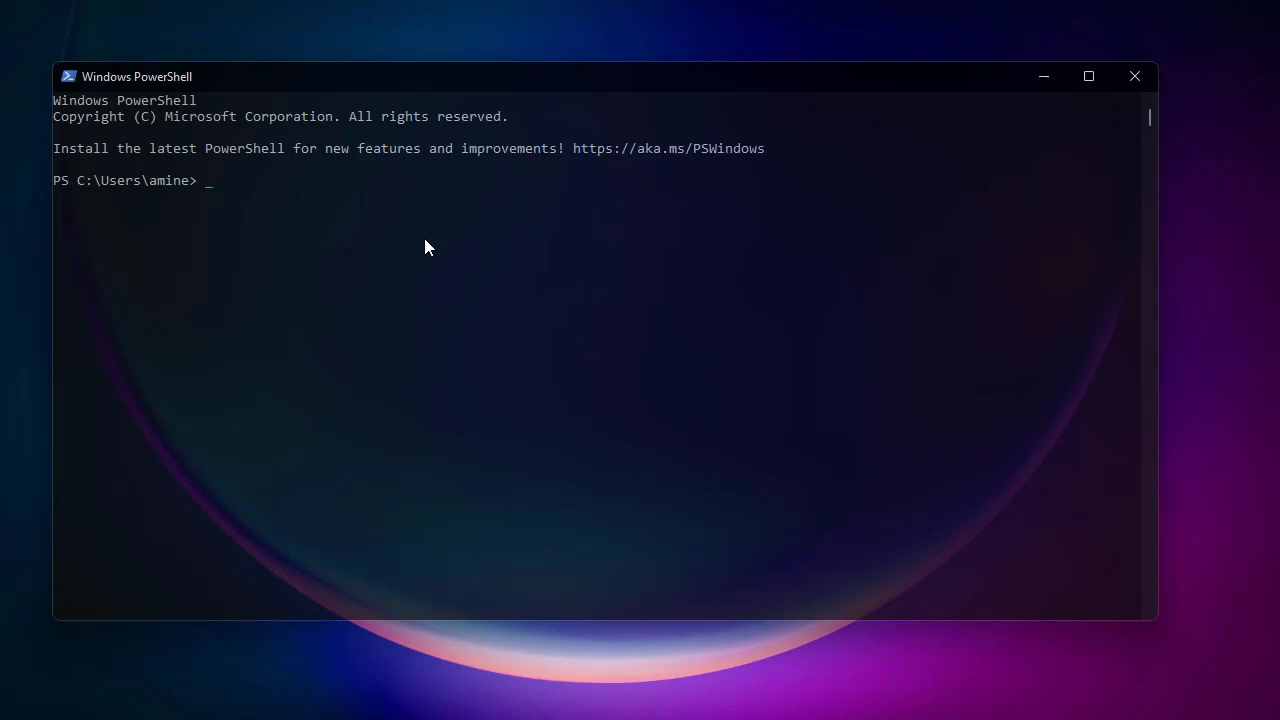 Windows PowerShell
Windows PowerShell
Copyright (C) Microsoft Corporation. All rights reserved.
Install the latest PowerShell for new features and improvements! https://aka.ms/PSWindows
PS C:\Users\amine> _